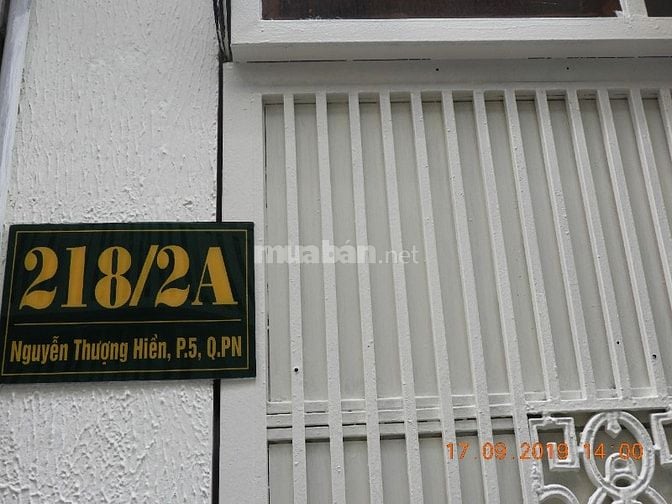 218/2A
Nguyễn Thượng Hiền, P.5, Q.PN
muaban.net
17 09 2019 14:00